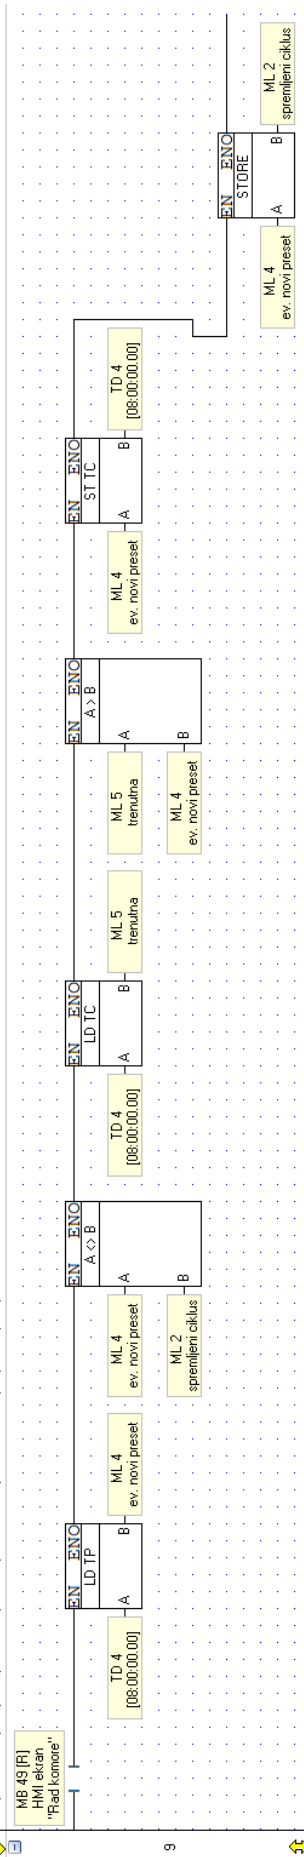 9
MB 49 [R]
HMI ekran
"Rad komore"
TD 4
[08:00:00.00]
EN ENO
LD TP
A B
ML 4
ev. novi preset
ML 4
ev. novi preset
ML 2
spremljeni ciklus
EN ENO
A <> B
A
B
TD 4
[08:00:00.00]
EN ENO
LD TC
A B
ML 5
trenutna
ML 5
trenutna
ML 4
ev. novi preset
EN ENO
A > B
A
B
ML 4
ev. novi preset
EN ENO
ST TC
A B
TD 4
[08:00:00.00]
ML 4
ev. novi preset
EN ENO
STORE
A B
ML 2
spremljeni ciklus